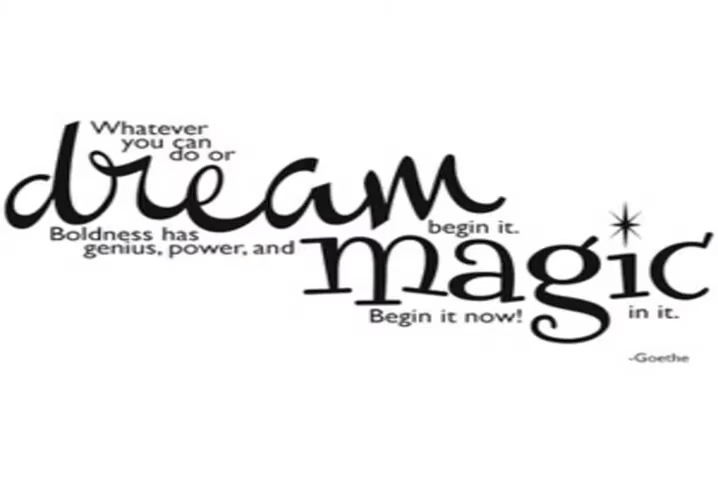 Whatever
you can
do or
dream
begin it.
Boldness has
genius, power, and
magic
in it.
Begin it now!
-Goethe